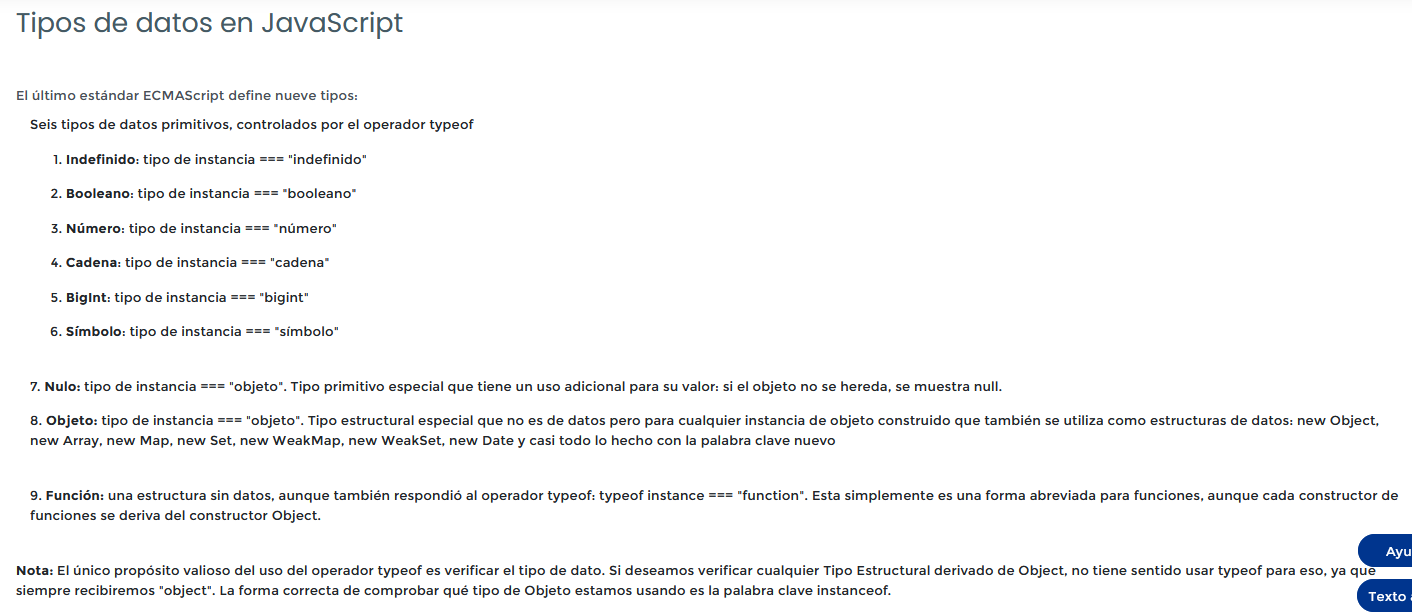 Tipos de datos en JavaScript
El último estándar ECMAScript define nueve tipos:
Seis tipos de datos primitivos, controlados por el operador typeof
1. Indefinido: tipo de instancia === "indefinido"
2. Booleano: tipo de instancia === "booleano"
3. Número: tipo de instancia === "número"
4. Cadena: tipo de instancia === "cadena"
5. BigInt: tipo de instancia === "bigint"
6. Símbolo: tipo de instancia === "símbolo"
7. Nulo: tipo de instancia === "objeto". Tipo primitivo especial que tiene un uso adicional para su valor: si el objeto no se hereda, se muestra null.
8. Objeto: tipo de instancia === "objeto". Tipo estructural especial que no es de datos pero para cualquier instancia de objeto construido que también se utiliza como estructuras de datos: new Object,
new Array, new Map, new Set, new WeakMap, new WeakSet, new Date y casi todo lo hecho con la palabra clave nuevo
9. Función: una estructura sin datos, aunque también respondió al operador typeof: typeof instance === "function". Esta simplemente es una forma abreviada para funciones, aunque cada constructor de
funciones se deriva del constructor Object.
Ayu
Nota: El único propósito valioso del uso del operador typeof es verificar el tipo de dato. Si deseamos verificar cualquier Tipo Estructural derivado de Object, no tiene sentido usar typeof para eso, ya que
siempre recibiremos "object". La forma correcta de comprobar qué tipo de Objeto estamos usando es la palabra clave instanceof.
Texto